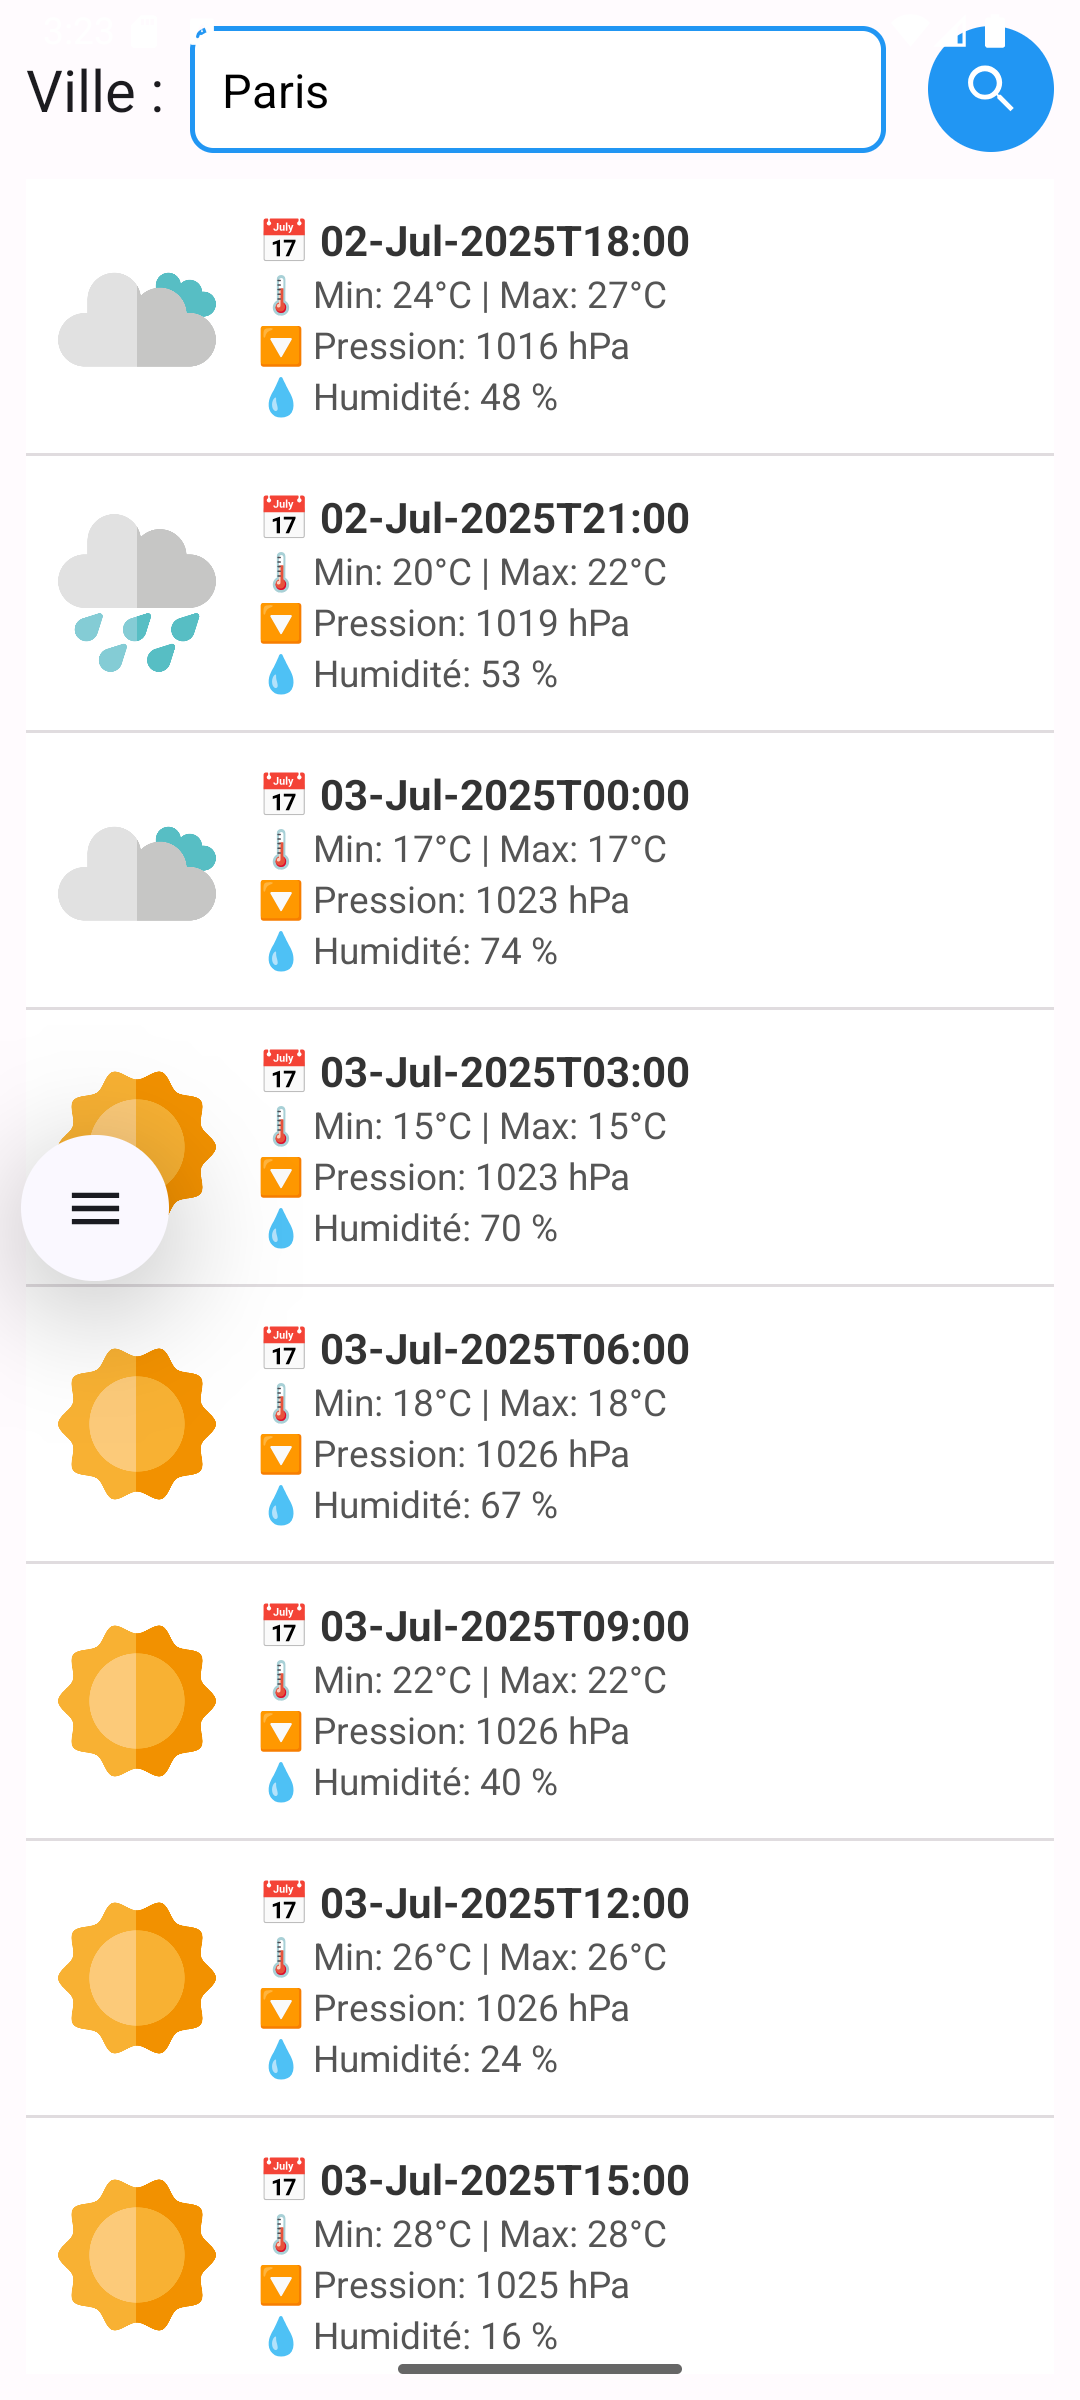 Ville :
Paris
July 17 02-Jul-2025T18:00
Min: 24°C | Max: 27°C
Pression: 1016 hPa
Humidité: 48 %
July 17 02-Jul-2025T21:00
Min: 20°C | Max: 22°C
Pression: 1019 hPa
Humidité: 53 %
July 17 03-Jul-2025T00:00
Min: 17°C | Max: 17°C
Pression: 1023 hPa
Humidité: 74 %
July 17 03-Jul-2025T03:00
Min: 15°C | Max: 15°C
Pression: 1023 hPa
Humidité: 70 %
July 17 03-Jul-2025T06:00
Min: 18°C | Max: 18°C
Pression: 1026 hPa
Humidité: 67 %
July 17 03-Jul-2025T09:00
Min: 22°C | Max: 22°C
Pression: 1026 hPa
Humidité: 40 %
July 17 03-Jul-2025T12:00
Min: 26°C | Max: 26°C
Pression: 1026 hPa
Humidité: 24 %
July 17 03-Jul-2025T15:00
Min: 28°C | Max: 28°C
Pression: 1025 hPa
Humidité: 16 %